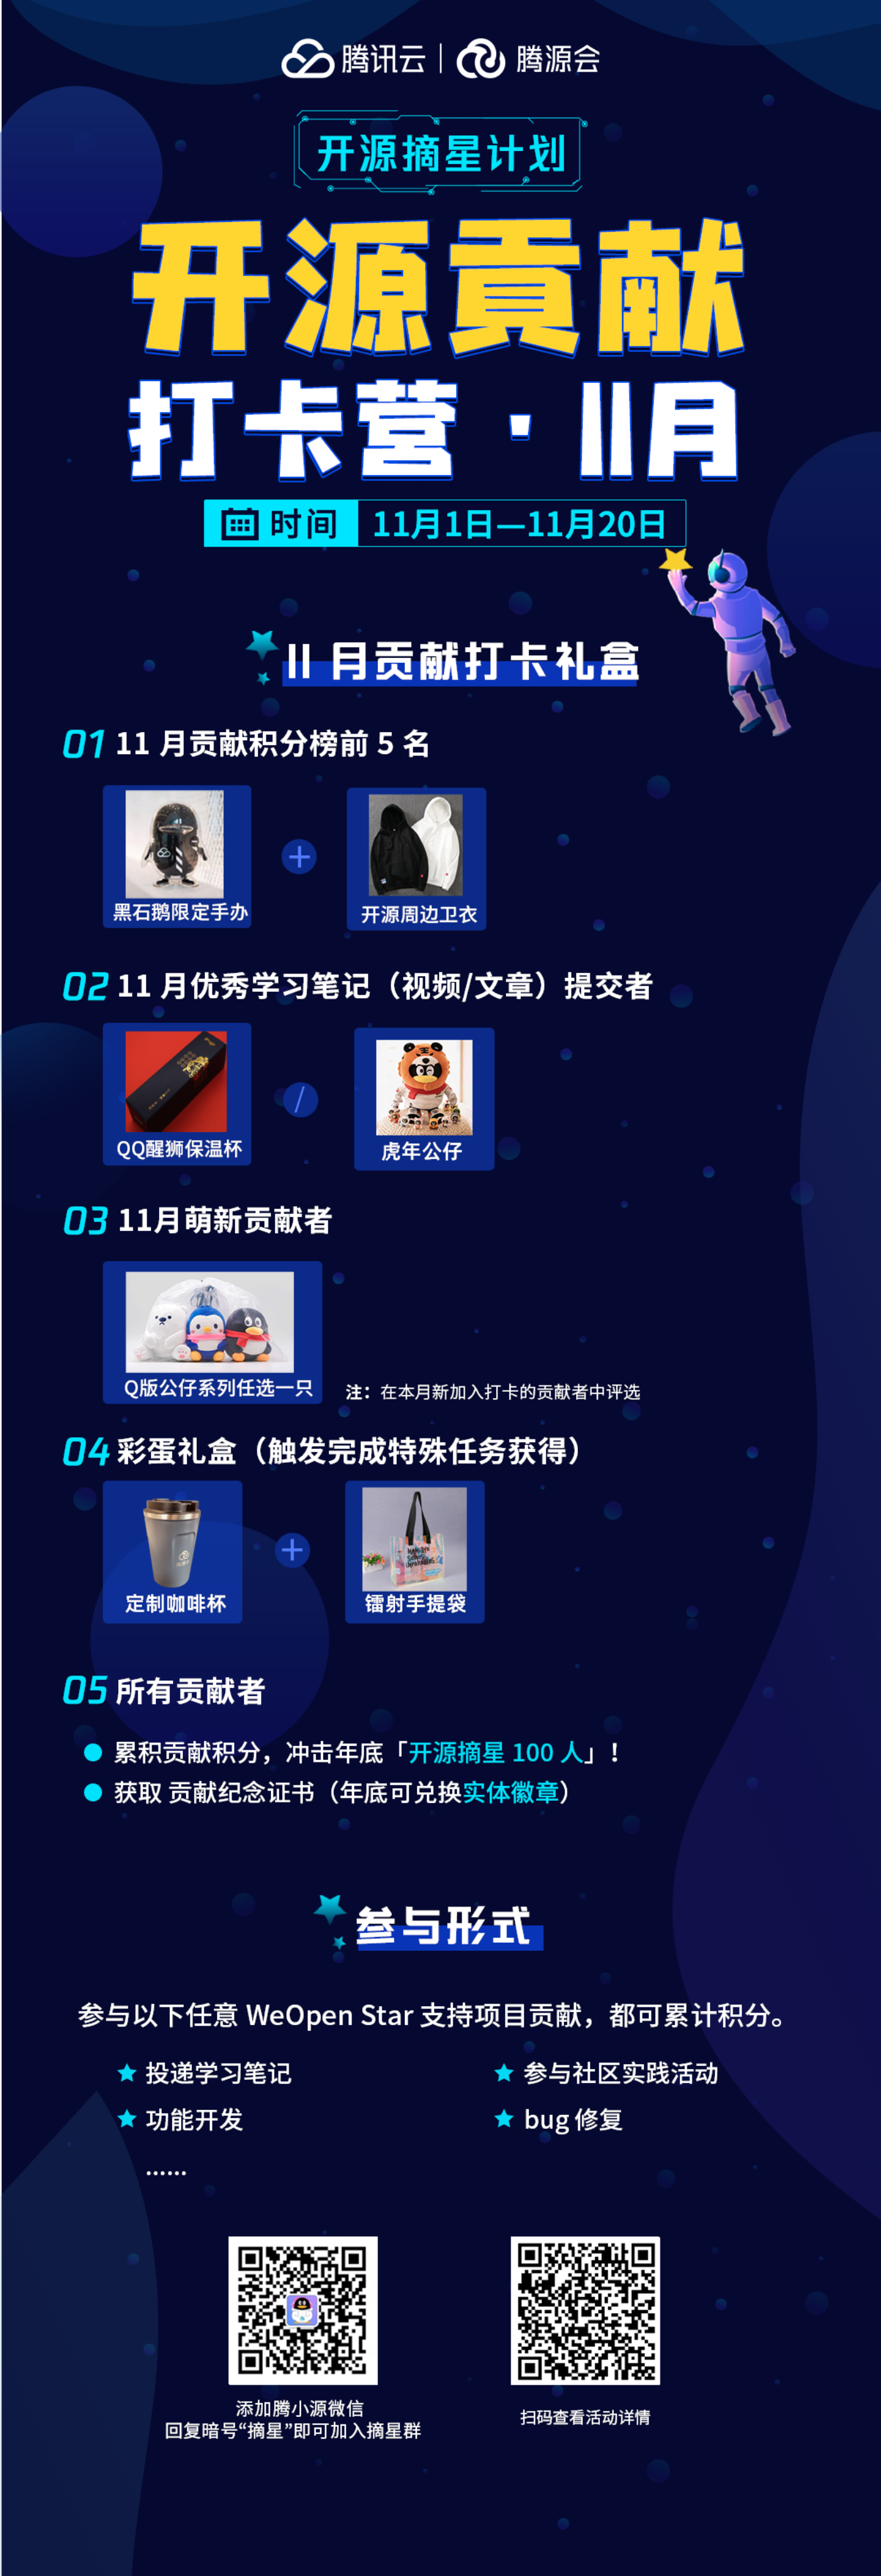 腾讯云 | 腾源会
开源摘星计划
开源貢献
打卡营·11月
时间 11月1日—11月20日
11 月贡献打卡礼盒
01 11 月贡献积分榜前 5 名
黑石鹅限定手办
+
开源周边卫衣
02 11 月优秀学习笔记（视频/文章）提交者
QQ醒狮保温杯
/
虎年公仔
03 11月萌新贡献者
Q版公仔系列任选一只
注：在本月新加入打卡的贡献者中评选
04 彩蛋礼盒（触发完成特殊任务获得）
定制咖啡杯
+
镭射手提袋
05 所有贡献者
累积贡献积分，冲击年底「开源摘星 100 人」！
获取 贡献纪念证书（年底可兑换实体徽章）
参与形式
参与以下任意 WeOpen Star 支持项目贡献，都可累计积分。
投递学习笔记
参与社区实践活动
功能开发
bug 修复
......
添加腾小源微信
回复暗号“摘星”即可加入摘星群
扫码查看活动详情